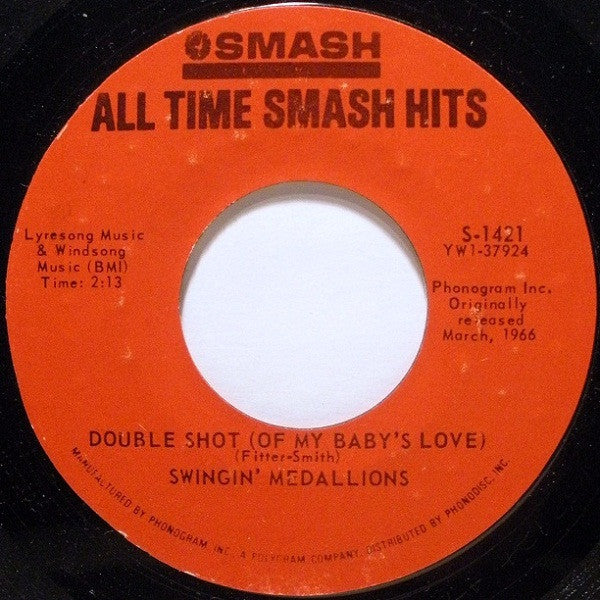 SMASH
ALL TIME SMASH HITS
Lyresong Music
& Windsong
Music (BMI)
Time: 2:13
S-1421
YW1-37924
Phonogram Inc.
Originally
released
March, 1966
DOUBLE SHOT (OF MY BABY'S LOVE)
(Fitter-Smith)
SWINGIN' MEDALLIONS
MANUFACTURED BY PHONOGRAM, INC., A POLYGRAM COMPANY, DISTRIBUTED BY PHONODISC, INC.